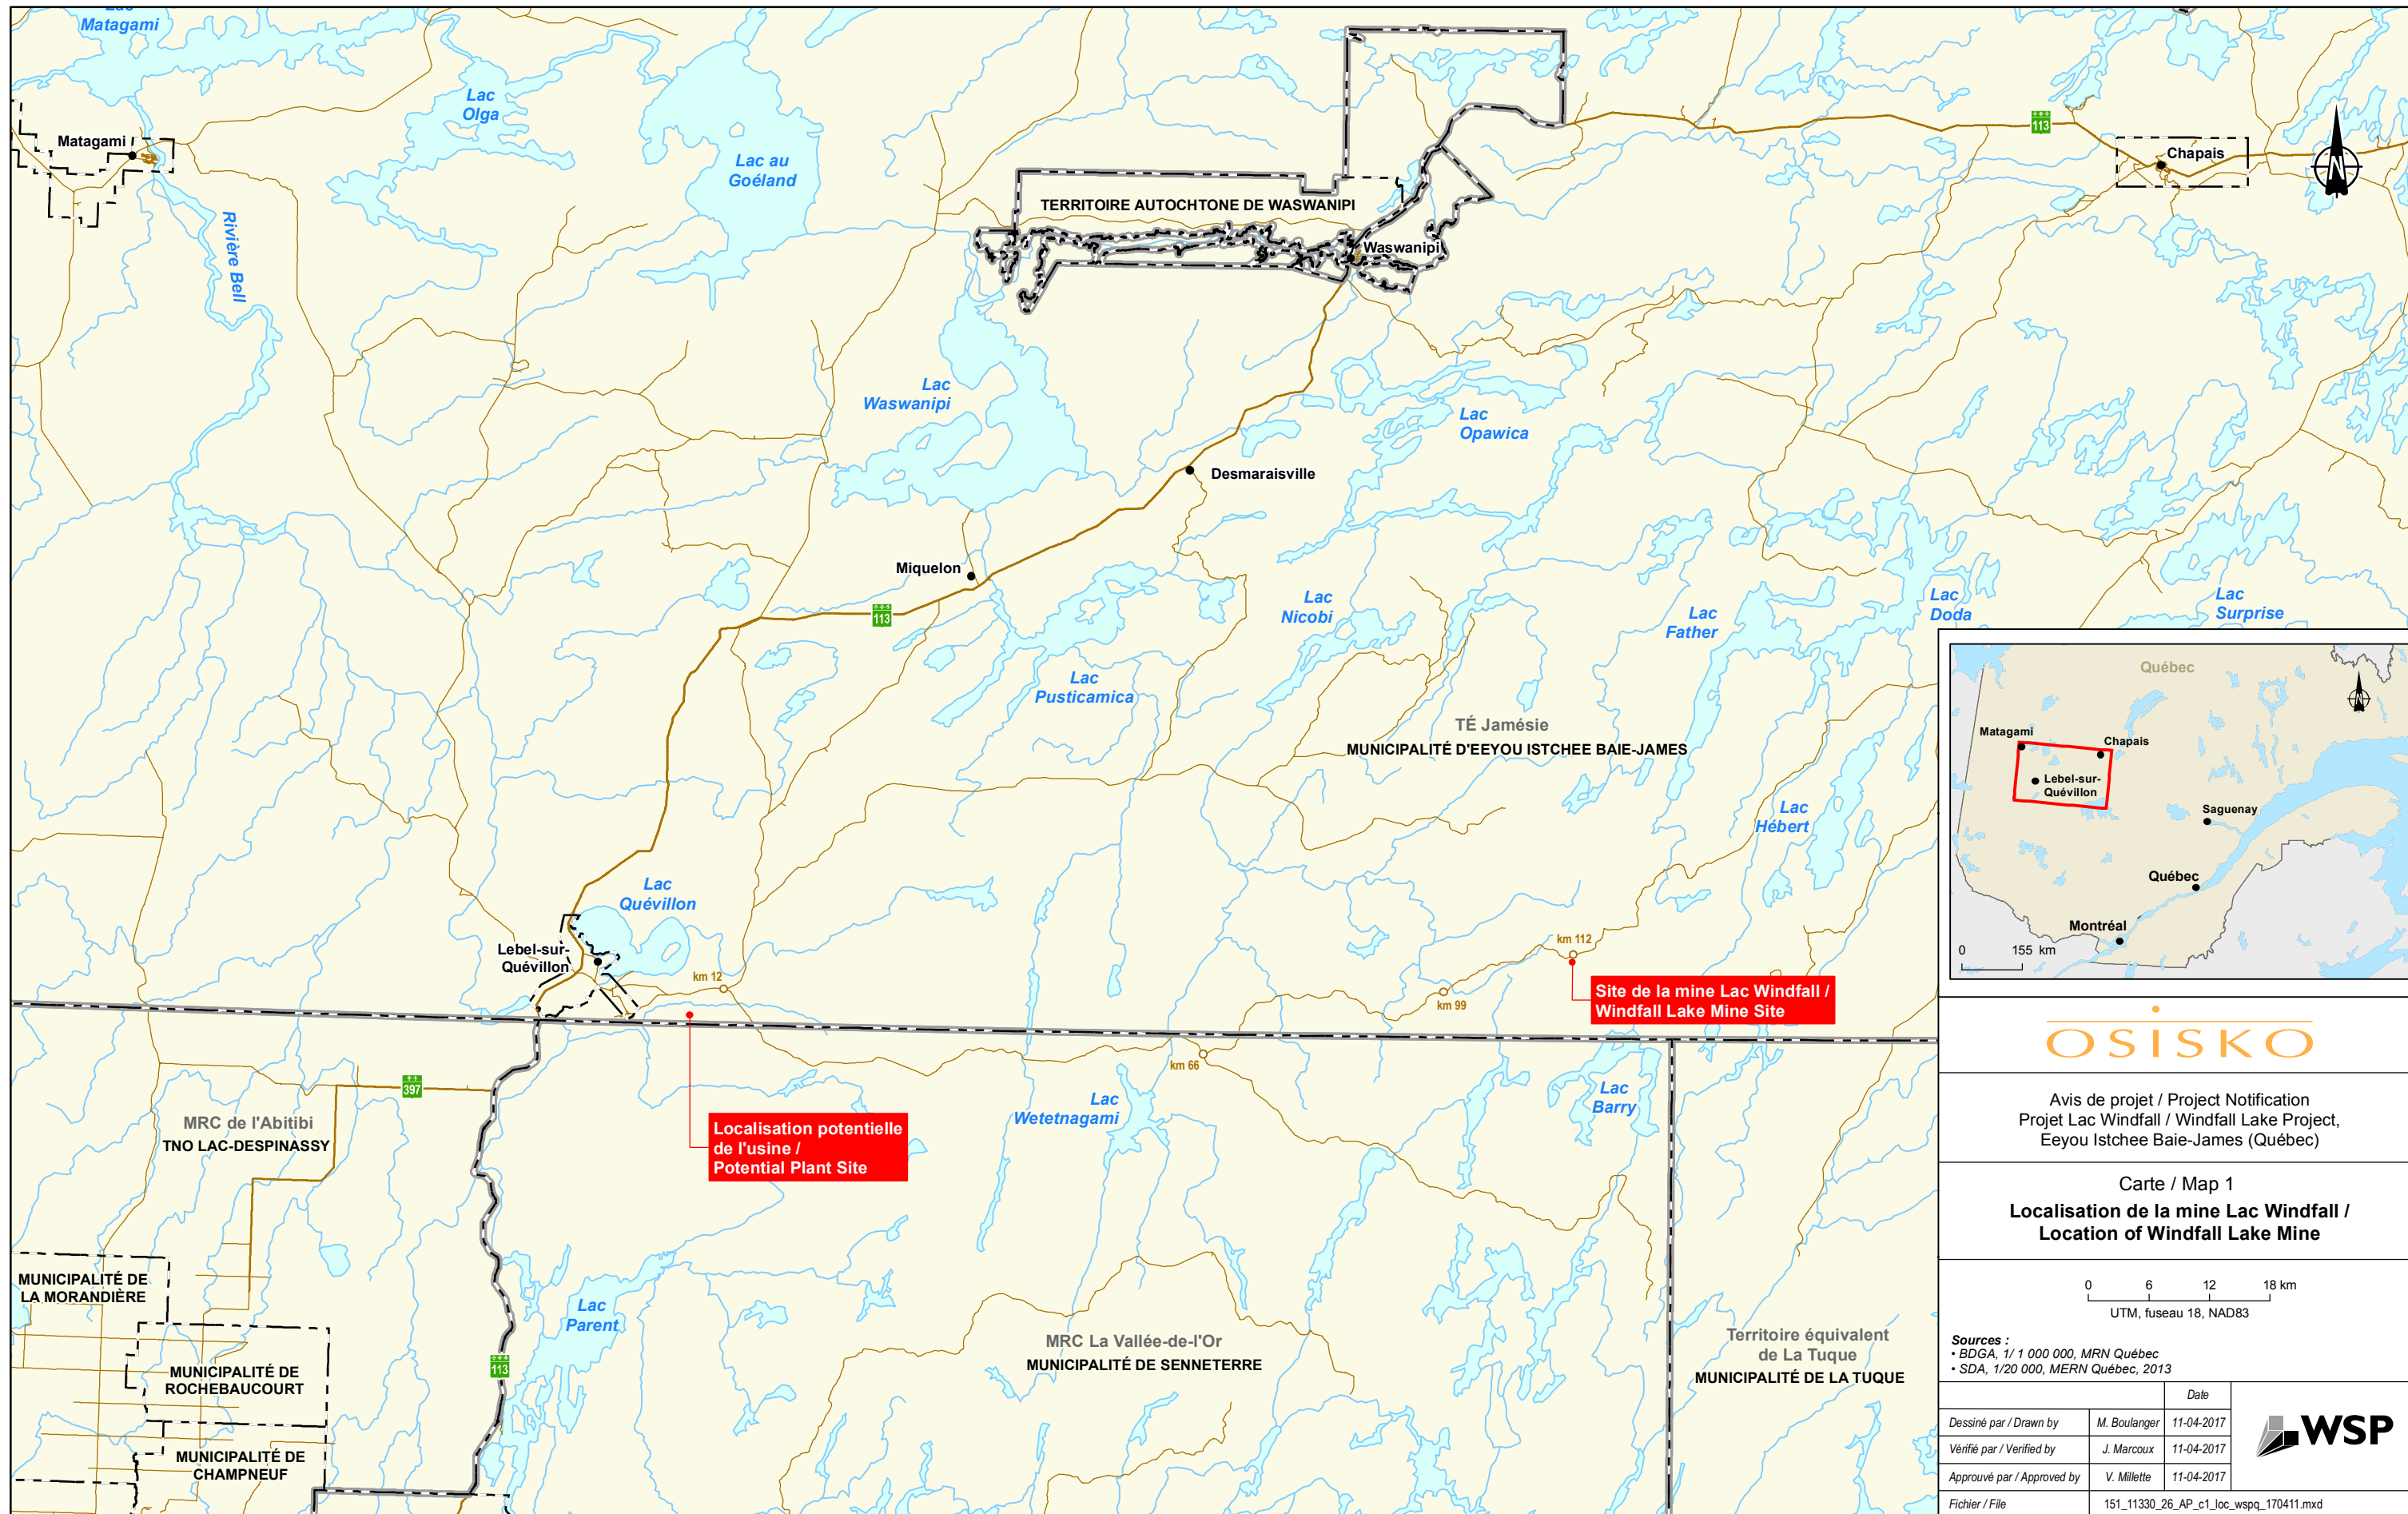 Lac
Matagami
Lac
Olga
Matagami
Rivière Bell
Lac au
Goéland
TERRITOIRE AUTOCHTONE DE WASWANIPI
Waswanipi
113
Chapais
N
Lac
Waswanipi
Lac
Opawica
Desmaraisville
Miquelon
113
Lac
Nicobi
Lac
Father
Lac
Doda
Lac
Surprise
Lac
Pusticamica
TÉ Jamésie
MUNICIPALITÉ D'EEYOU ISTCHEE BAIE-JAMES
Lac
Hébert
Lac
Quévillon
Lebel-sur-
Quévillon
km 12
km 112
km 99
Site de la mine Lac Windfall /
Windfall Lake Mine Site
km 66
397
MRC de l'Abitibi
TNO LAC-DESPINASSY
Localisation potentielle
de l'usine /
Potential Plant Site
Lac
Wetetnagami
Lac
Barry
MUNICIPALITÉ DE
LA MORANDIÈRE
Lac
Parent
113
MUNICIPALITÉ DE
ROCHEBAUCOURT
MUNICIPALITÉ DE
CHAMPNEUF
MRC La Vallée-de-l'Or
MUNICIPALITÉ DE SENNETERRE
Territoire équivalent
de La Tuque
MUNICIPALITÉ DE LA TUQUE
Québec
N
Matagami
Chapais
Lebel-sur-
Quévillon
Saguenay
Québec
Montréal
0 155 km
OSISKO
Avis de projet / Project Notification
Projet Lac Windfall / Windfall Lake Project,
Eeyou Istchee Baie-James (Québec)
Carte / Map 1
Localisation de la mine Lac Windfall /
Location of Windfall Lake Mine
0 6 12 18 km
UTM, fuseau 18, NAD83
Sources :
• BDGA, 1/ 1 000 000, MRN Québec
• SDA, 1/20 000, MERN Québec, 2013
Date
Dessiné par / Drawn by M. Boulanger 11-04-2017
Vérifié par / Verified by J. Marcoux 11-04-2017
Approuvé par / Approved by V. Millette 11-04-2017
WSP
Fichier / File 151_11330_26_AP_c1_loc_wspq_170411.mxd